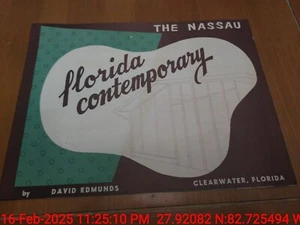 THE NASSAU
florida
contemporary
by DAVID EDMUNDS
CLEARWATER, FLORIDA
16-Feb-2025 11:25:10 PM 27.92082 N:82.725494 W